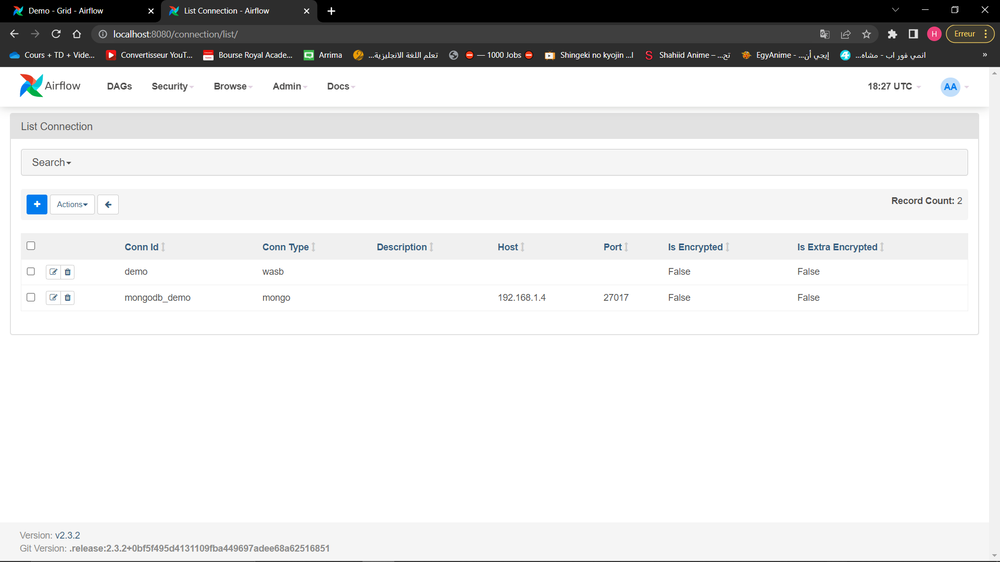 Demo - Grid - Airflow
List Connection - Airflow
localhost:8080/connection/list/
H
Erreur
Cours + TD + Vide...
Convertisseur YouT...
Bourse Royal Acade...
Arrima
تعلم اللغة الانجليزية...
— 1000 Jobs
Shingeki no kyojin ...l
S
Shahiid Anime – ...تح
EgyAnime - ...إيجي أن
4
انمي فور اب - مشاه...
»
Airflow
DAGs
Security
Browse
Admin
Docs
18:27 UTC
AA
List Connection
Search
Actions
Record Count: 2
Conn Id
Conn Type
Description
Host
Port
Is Encrypted
Is Extra Encrypted
demo wasb False False
mongodb_demo mongo 192.168.1.4 27017 False False
Version: v2.3.2
Git Version: .release:2.3.2+0bf5f495d4131109fba449697adee68a62516851